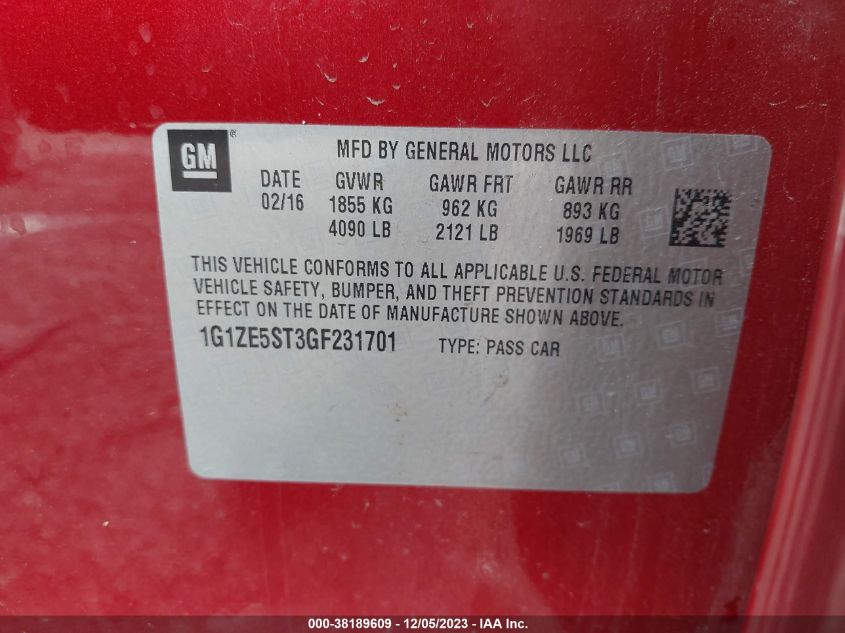 GM®
MFD BY GENERAL MOTORS LLC
DATE GVWR GAWR FRT GAWR RR
02/16 1855 KG 962 KG 893 KG
4090 LB 2121 LB 1969 LB
THIS VEHICLE CONFORMS TO ALL APPLICABLE U.S. FEDERAL MOTOR
VEHICLE SAFETY, BUMPER, AND THEFT PREVENTION STANDARDS IN
EFFECT ON THE DATE OF MANUFACTURE SHOWN ABOVE.
1G1ZE5ST3GF231701 TYPE: PASS CAR
000-38189609 - 12/05/2023 - IAA Inc.